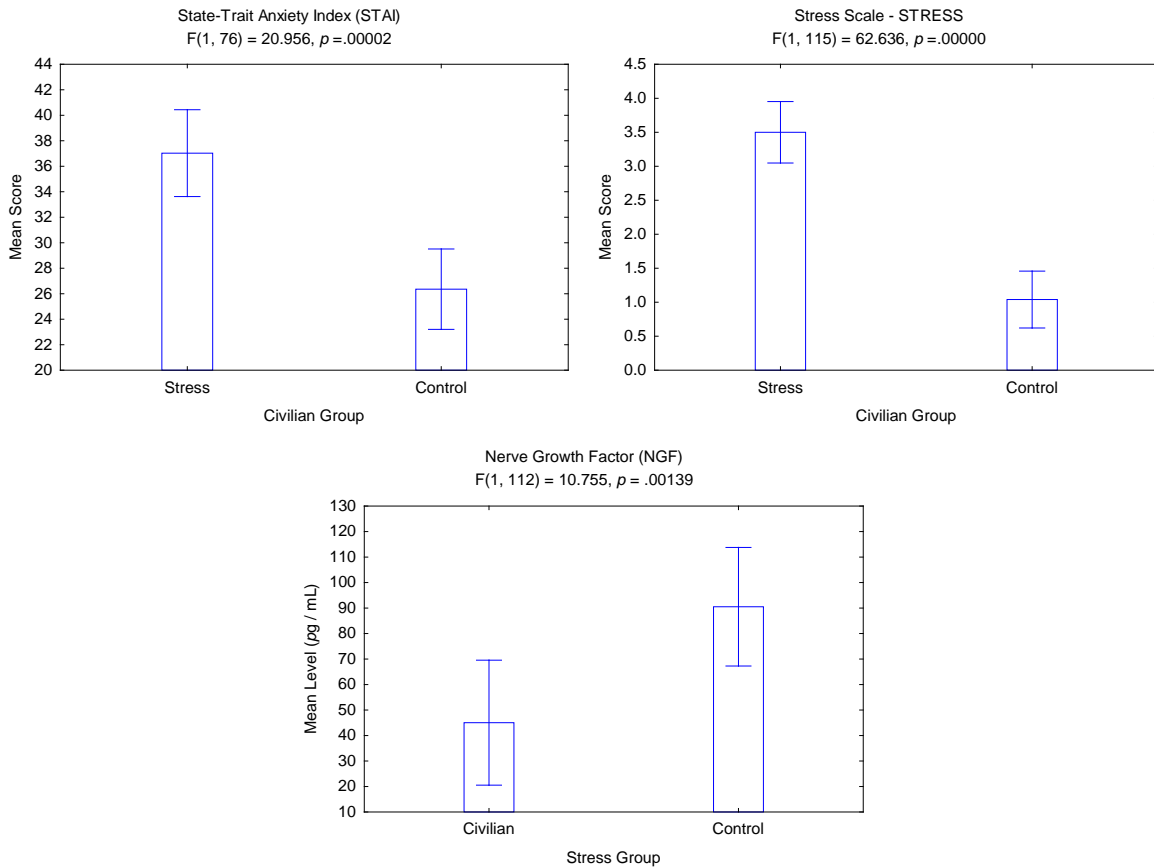 State-Trait Anxiety Index (STAI)
F(1, 76) = 20.956, p =.00002
44
42
40
38
36
34
32
30
28
26
24
22
20
Mean Score
Stress
Control
Civilian Group
Stress Scale - STRESS
F(1, 115) = 62.636, p =.00000
4.5
4.0
3.5
3.0
2.5
2.0
1.5
1.0
0.5
0.0
Mean Score
Stress
Control
Civilian Group
Nerve Growth Factor (NGF)
F(1, 112) = 10.755, p = .00139
130
120
110
100
90
80
70
60
50
40
30
20
10
Mean Level (pg / mL)
Civilian
Control
Stress Group